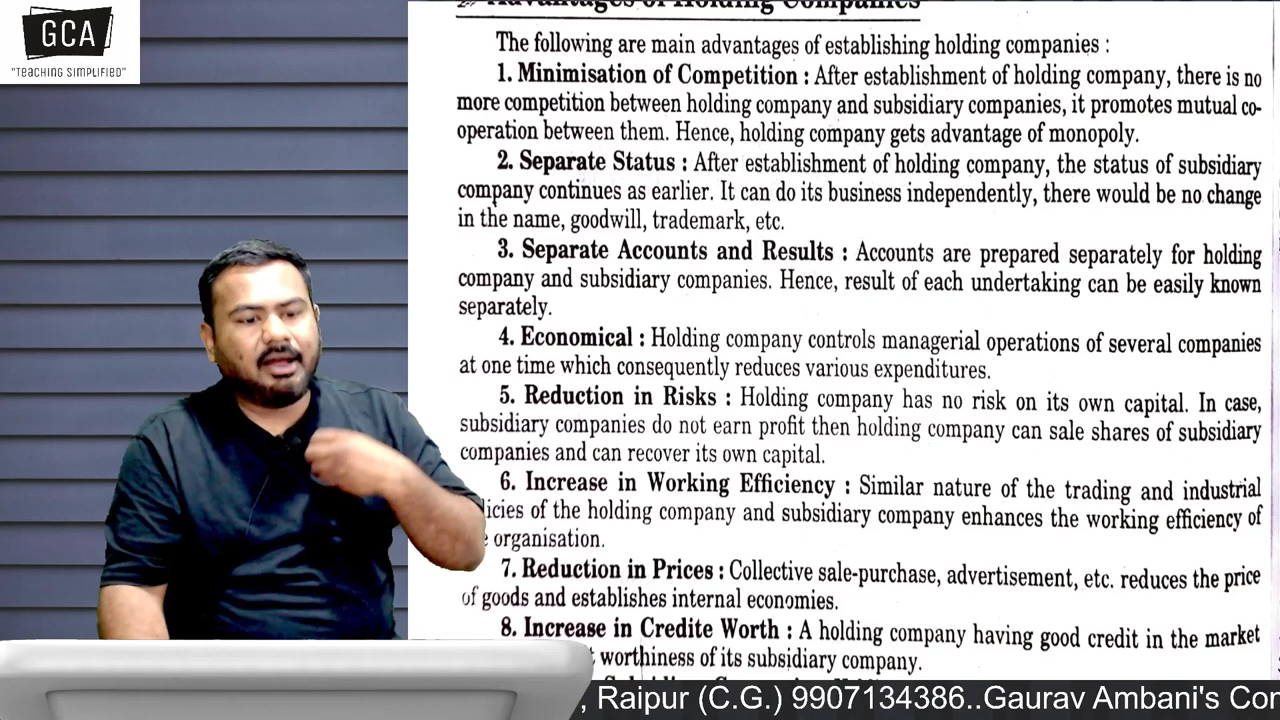 GCA
"TEACHING SIMPLIFIED"
Advantages of Holding Companies
The following are main advantages of establishing holding companies :
1. Minimisation of Competition : After establishment of holding company, there is no
more competition between holding company and subsidiary companies, it promotes mutual co-
operation between them. Hence, holding company gets advantage of monopoly.
2. Separate Status : After establishment of holding company, the status of subsidiary
company continues as earlier. It can do its business independently, there would be no change
in the name, goodwill, trademark, etc.
3. Separate Accounts and Results : Accounts are prepared separately for holding
company and subsidiary companies. Hence, result of each undertaking can be easily known
separately.
4. Economical : Holding company controls managerial operations of several companies
at one time which consequently reduces various expenditures.
5. Reduction in Risks : Holding company has no risk on its own capital. In case,
subsidiary companies do not earn profit then holding company can sale shares of subsidiary
companies and can recover its own capital.
6. Increase in Working Efficiency : Similar nature of the trading and industrial
licies of the holding company and subsidiary company enhances the working efficiency of
organisation.
7. Reduction in Prices : Collective sale-purchase, advertisement, etc. reduces the price
of goods and establishes internal economies.
8. Increase in Credite Worth : A holding company having good credit in the market
worthiness of its subsidiary company.
, Raipur (C.G.) 9907134386..Gaurav Ambani's Con